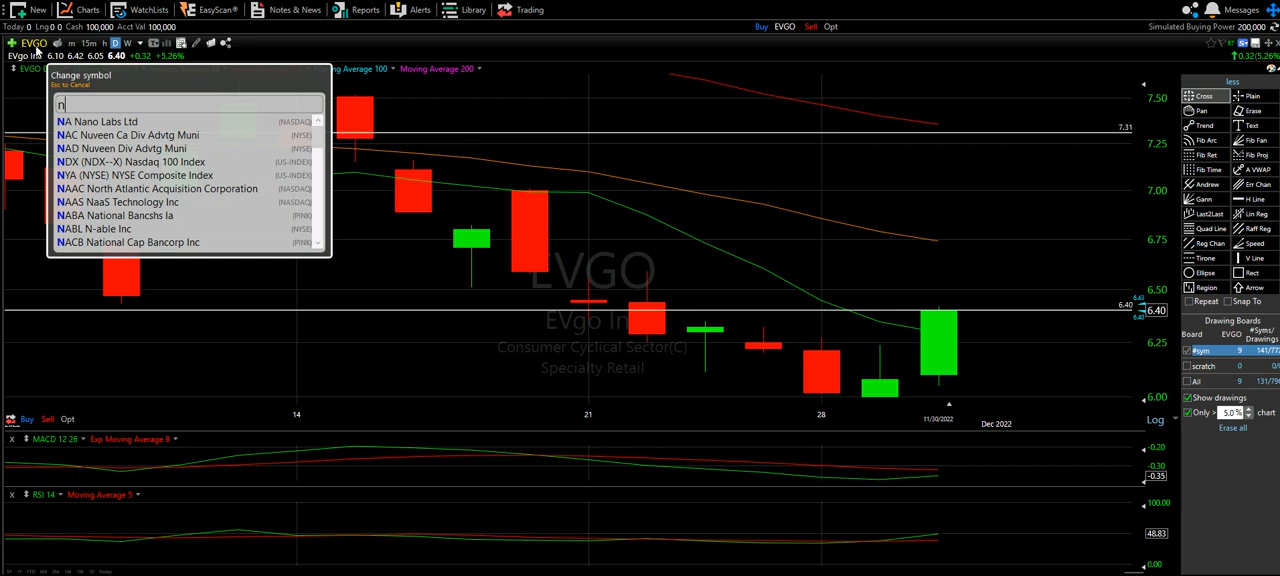 New Charts WatchLists EasyScan® Notes & News Reports Alerts Library Trading Messages
Today 0 Lng 0 0 Cash 100,000 Acct Val 100,000 Buy EVGO Sell Opt Simulated Buying Power 200,000
EVGO m 15m h D W
EVgo Inc 6.10 6.42 6.05 6.40 +0.32 +5.26% 0.32(5.26%
Moving Average 100 Moving Average 200
Change symbol
Esc to Cancel
n
NA Nano Labs Ltd (NASDAQ)
NAC Nuveen Ca Div Advtg Muni (NYSE)
NAD Nuveen Div Advtg Muni (NYSE)
NDX (NDX--X) Nasdaq 100 Index (US-INDEX)
NYA (NYSE) NYSE Composite Index (US-INDEX)
NAAC North Atlantic Acquisition Corporation (NASDAQ)
NAAS NaaS Technology Inc (NASDAQ)
NABA National Bancshs Ia (PINK)
NABL N-able Inc (NYSE)
NACB National Cap Bancorp Inc (PINK)
EVGO
EVgo In
Consumer Cyclical Sector(C)
Specialty Retail
7.50
7.31
7.25
7.00
6.75
6.50
6.43
6.40
6.40
6.40
6.25
6.00
Buy Sell Opt
14 21 28 11/30/2022 Dec 2022
Log
MACD 12 26 Exp Moving Average 9
-0.20
-0.30
-0.35
RSI 14 Moving Average 5
100.00
48.83
0.00
less
Cross Plain
Pan Erase
Trend Text
Fib Arc Fib Fan
Fib Ret Fib Proj
Fib Time A VWAP
Andrew Err Chan
Gann H Line
Last2Last Lin Reg
Quad Line Raff Reg
Reg Chan Speed
Tirone V Line
Ellipse Rect
Region Arrow
Repeat Snap To
Drawing Boards
Board EVGO #Syms/
Drawings
#sym 9 141/777
scratch 0 0/
All 9 131/796
Show drawings
Only > 5.0 % chart
Erase all